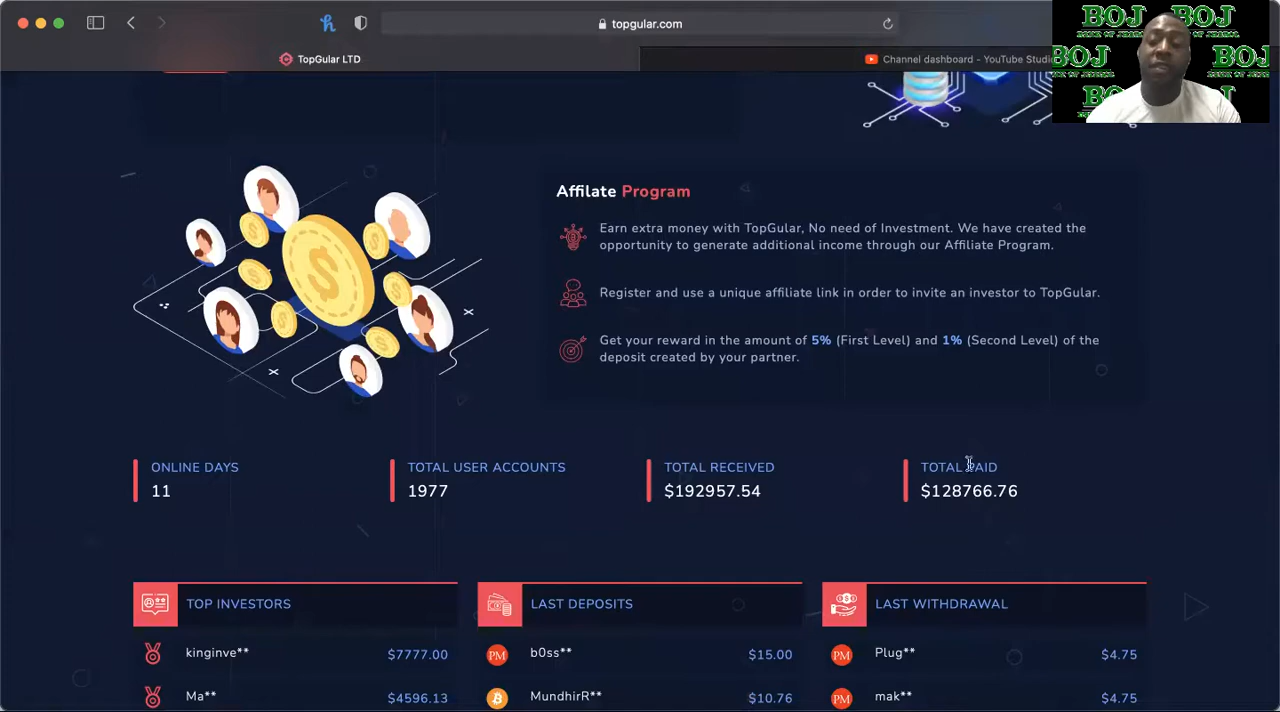 topgular.com
TopGular LTD
Channel dashboard - YouTube Studio
BOJ BOJ
BOJ BOJ
Affilate Program
Earn extra money with TopGular, No need of Investment. We have created the
opportunity to generate additional income through our Affiliate Program.
Register and use a unique affiliate link in order to invite an investor to TopGular.
Get your reward in the amount of 5% (First Level) and 1% (Second Level) of the
deposit created by your partner.
ONLINE DAYS
11
TOTAL USER ACCOUNTS
1977
TOTAL RECEIVED
$192957.54
TOTAL PAID
$128766.76
TOP INVESTORS
kinginve** $7777.00
Ma** $4596.13
LAST DEPOSITS
PM b0ss** $15.00
MundhirR** $10.76
LAST WITHDRAWAL
PM Plug** $4.75
PM mak** $4.75